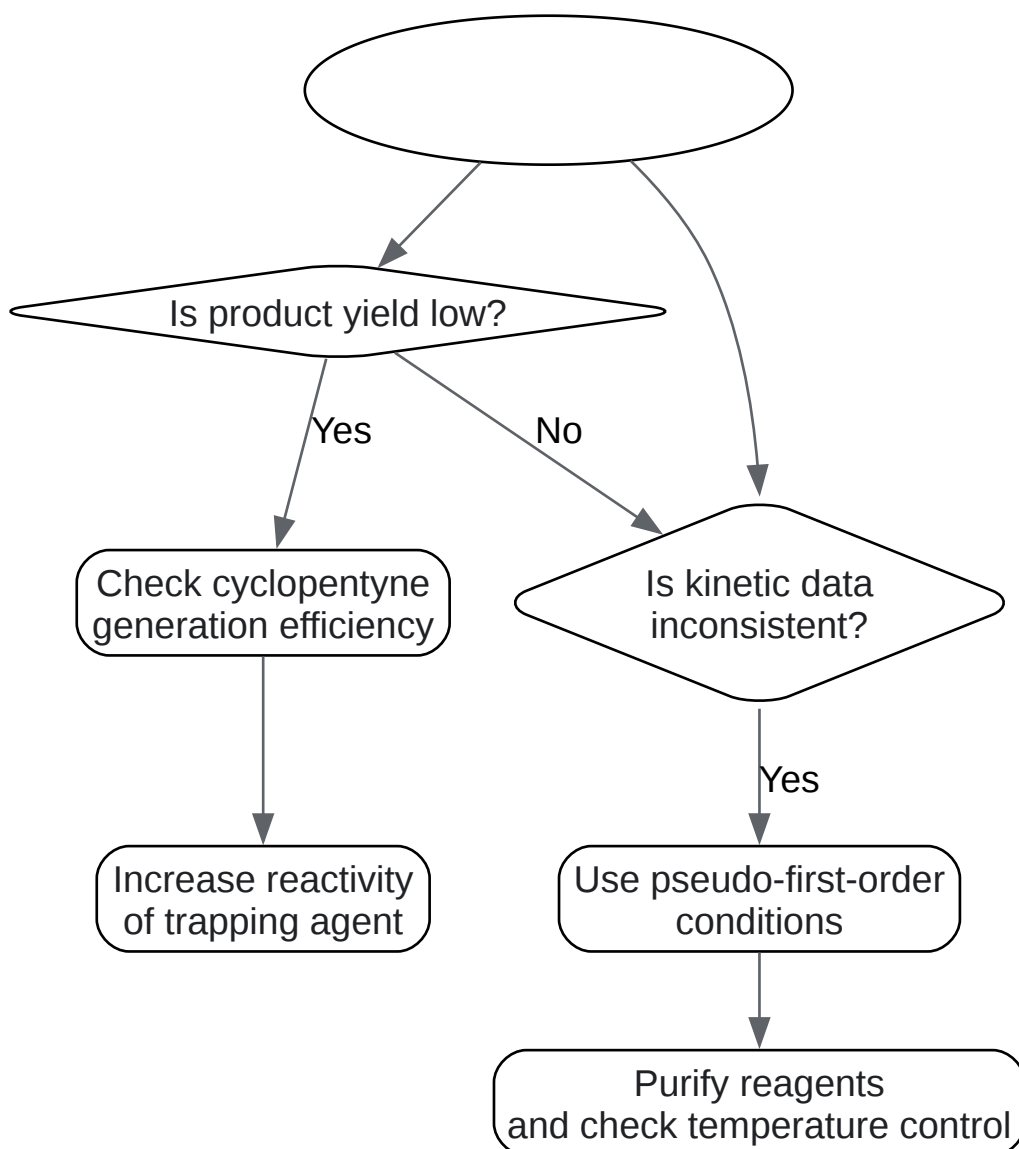 Is product yield low?
Yes
No
Check cyclopentyne
generation efficiency
Is kinetic data
inconsistent?
Yes
Increase reactivity
of trapping agent
Use pseudo-first-order
conditions
Purify reagents
and check temperature control